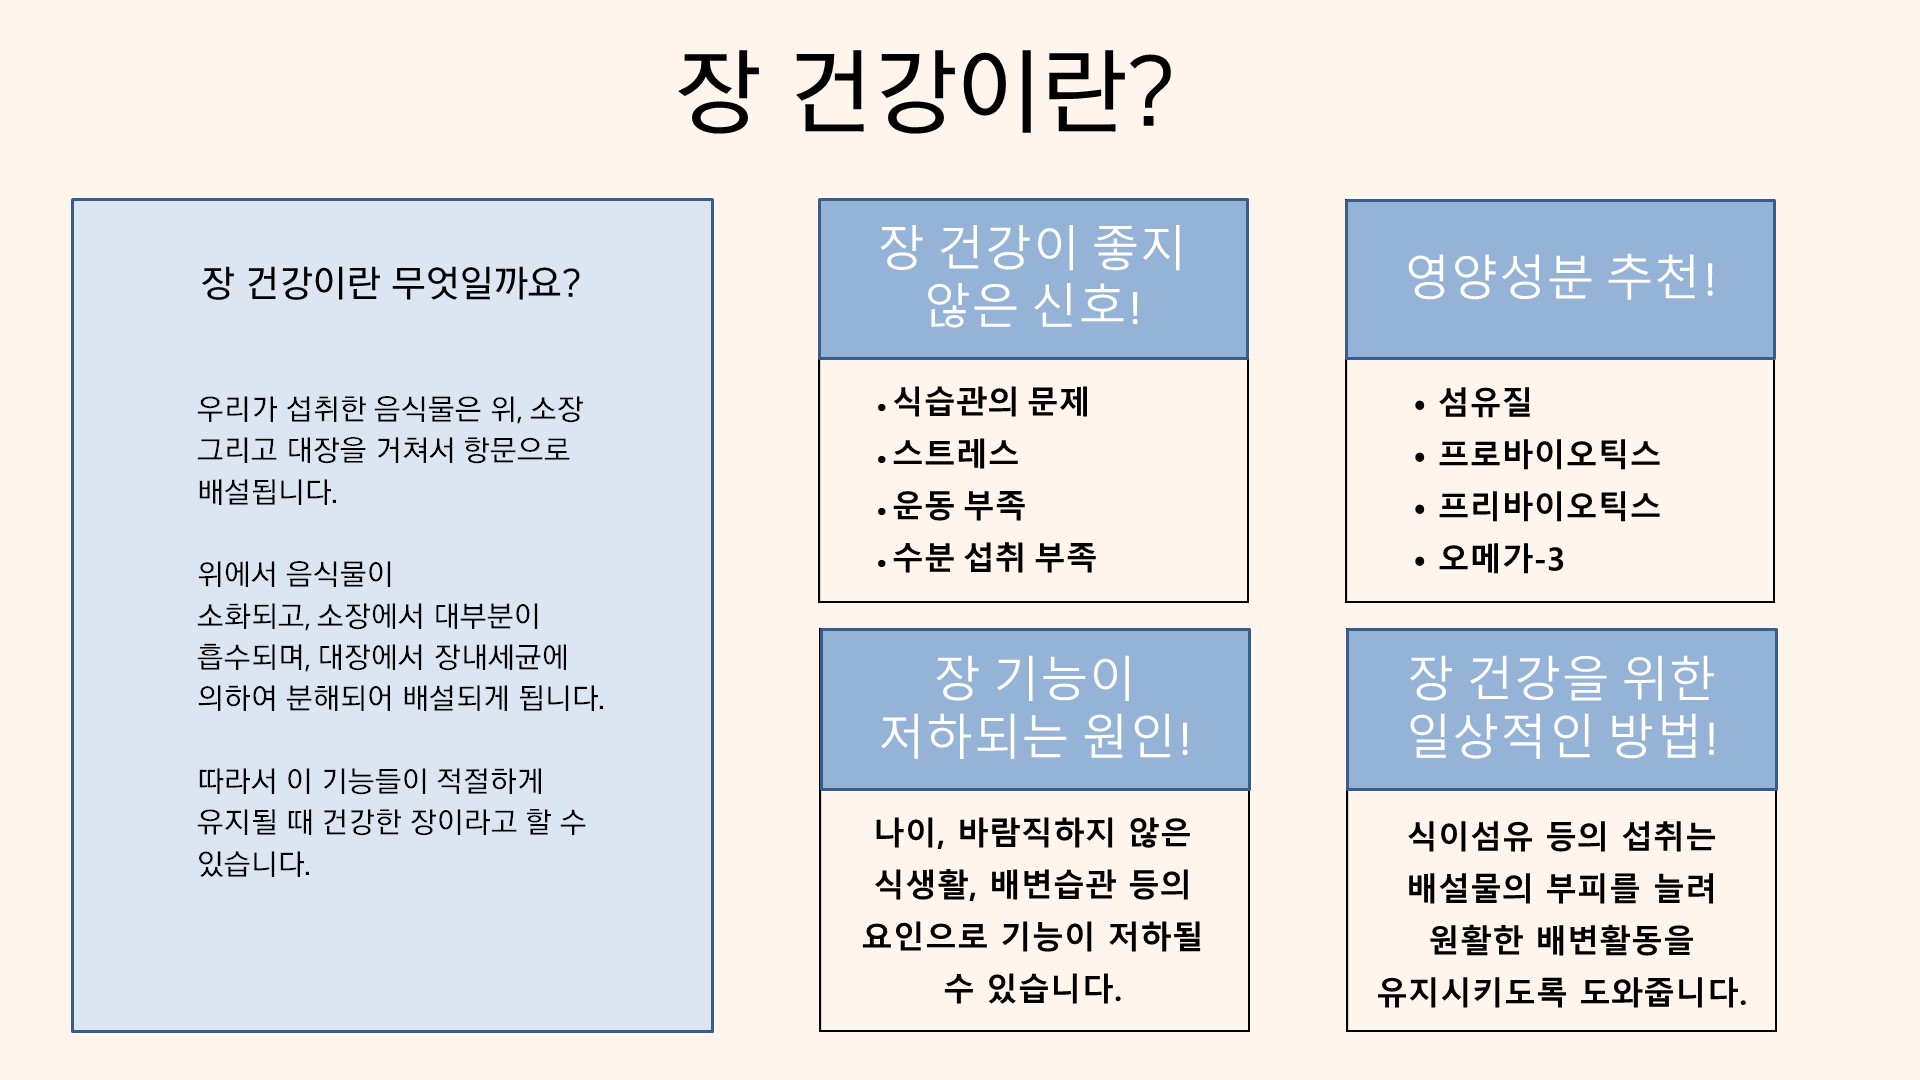 장 건강이란?
장 건강이란 무엇일까요?
우리가 섭취한 음식물은 위, 소장
그리고 대장을 거쳐서 항문으로
배설됩니다.
위에서 음식물이
소화되고, 소장에서 대부분이
흡수되며, 대장에서 장내세균에
의하여 분해되어 배설되게 됩니다.
따라서 이 기능들이 적절하게
유지될 때 건강한 장이라고 할 수
있습니다.
장 건강이 좋지
않은 신호!
• 식습관의 문제
• 스트레스
• 운동 부족
• 수분 섭취 부족
영양성분 추천!
• 섬유질
• 프로바이오틱스
• 프리바이오틱스
• 오메가-3
장 기능이
저하되는 원인!
나이, 바람직하지 않은
식생활, 배변습관 등의
요인으로 기능이 저하될
수 있습니다.
장 건강을 위한
일상적인 방법!
식이섬유 등의 섭취는
배설물의 부피를 늘려
원활한 배변활동을
유지시키도록 도와줍니다.